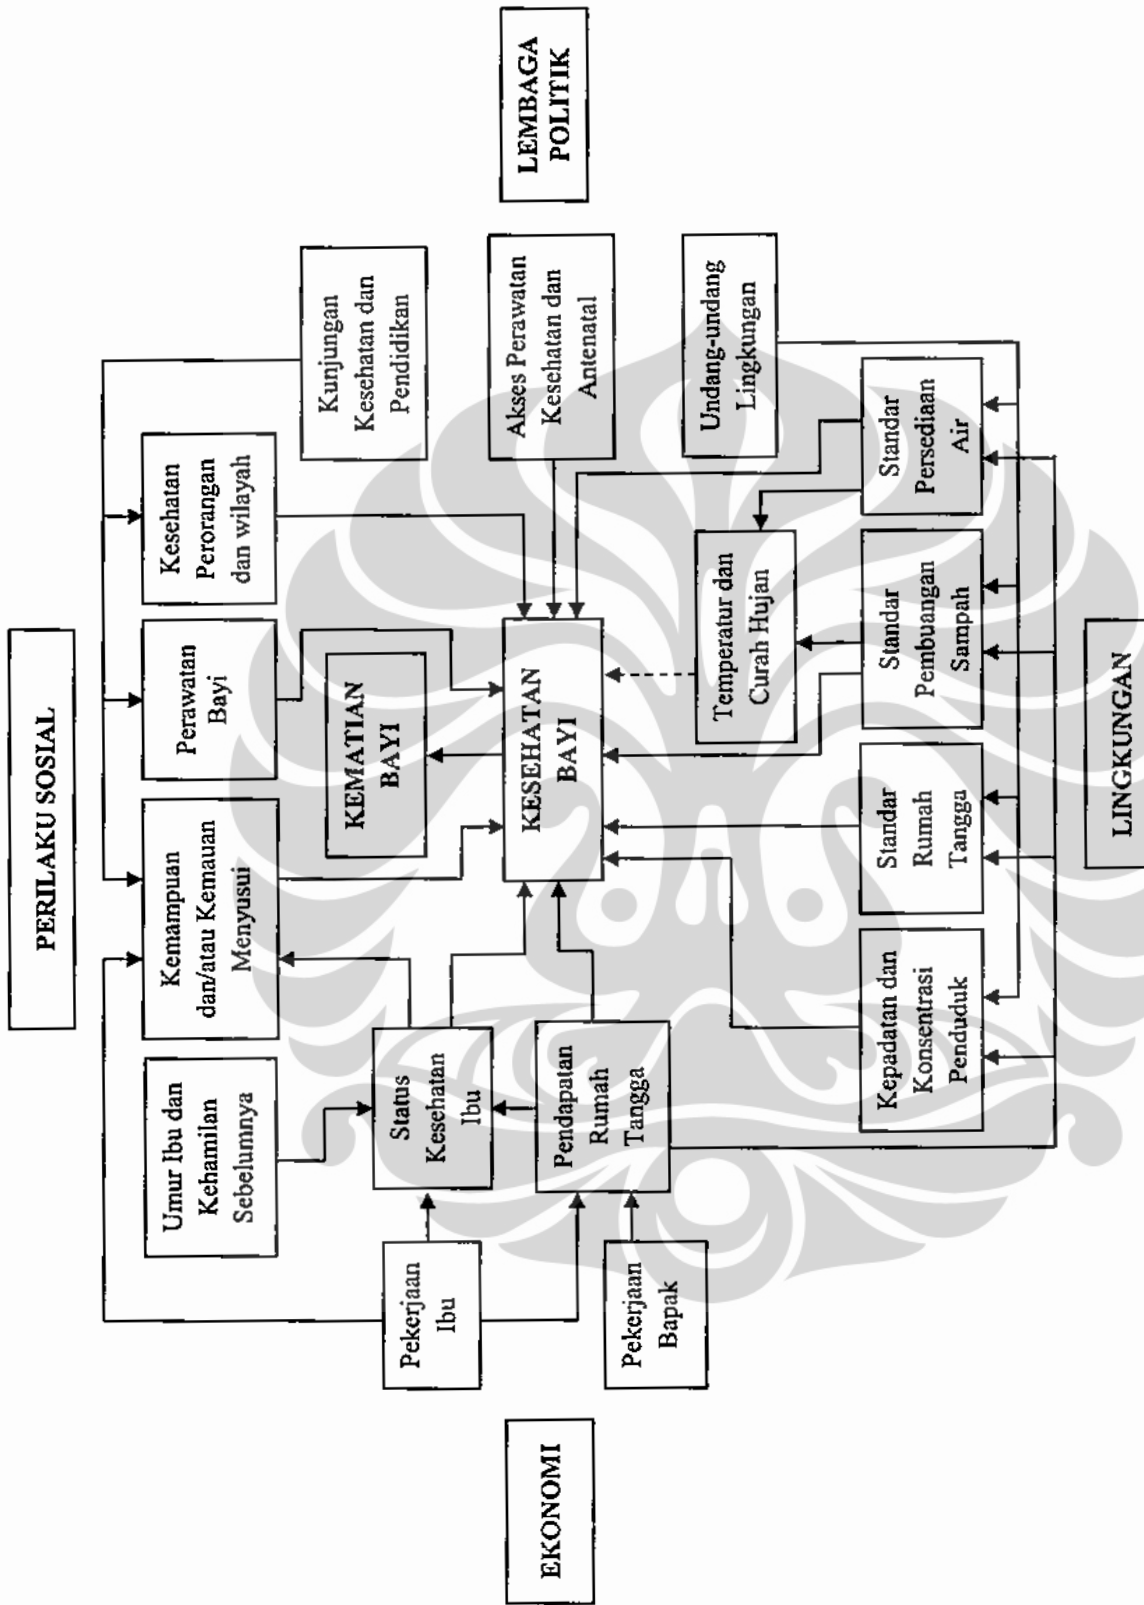 PERILAKU SOSIAL
Umur Ibu dan
Kehamilan
Sebelumnya
Kemampuan
dan/atau Kemauan
Menyusui
Perawatan
Bayi
Kesehatan
Perorangan
dan wilayah
Kunjungan
Kesehatan dan
Pendidikan
KEMATIAN
BAYI
Pekerjaan
Ibu
Status
Kesehatan
Ibu
EKONOMI
KESEHATAN
BAYI
Akses Perawatan
Kesehatan dan
Antenatal
LEMBAGA
POLITIK
Pendapatan
Rumah
Tangga
Pekerjaan
Bapak
Temperatur dan
Curah Hujan
Undang-undang
Lingkungan
Kepadatan dan
Konsentrasi
Penduduk
Standar
Rumah
Tangga
Standar
Pembuangan
Sampah
Standar
Persediaan
Air
LINGKUNGAN